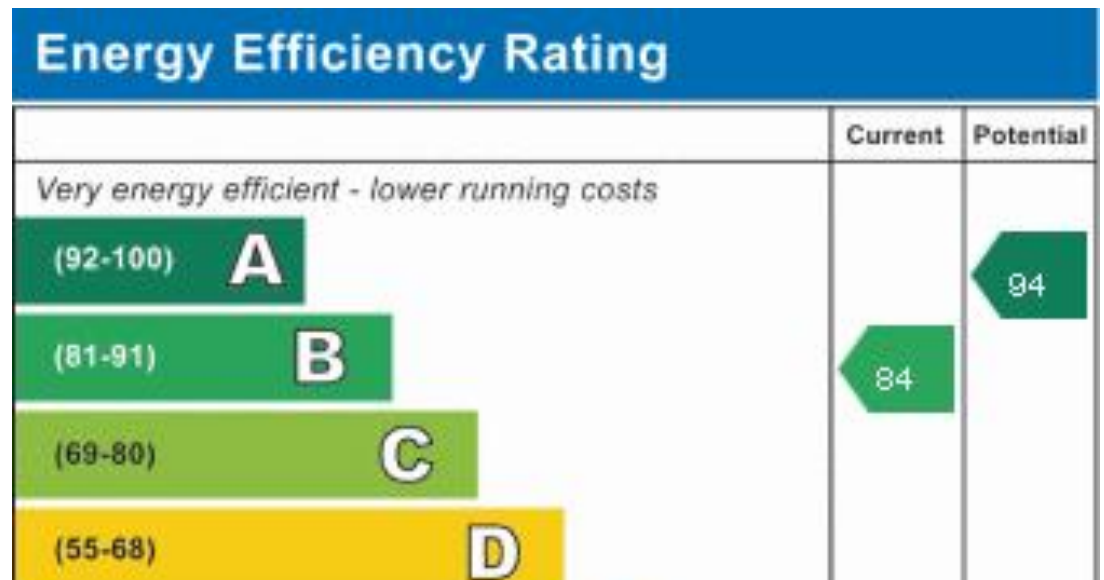 Energy Efficiency Rating
Current Potential
Very energy efficient - lower running costs
(92-100) A
94
(81-91) B
84
(69-80) C
(55-68) D